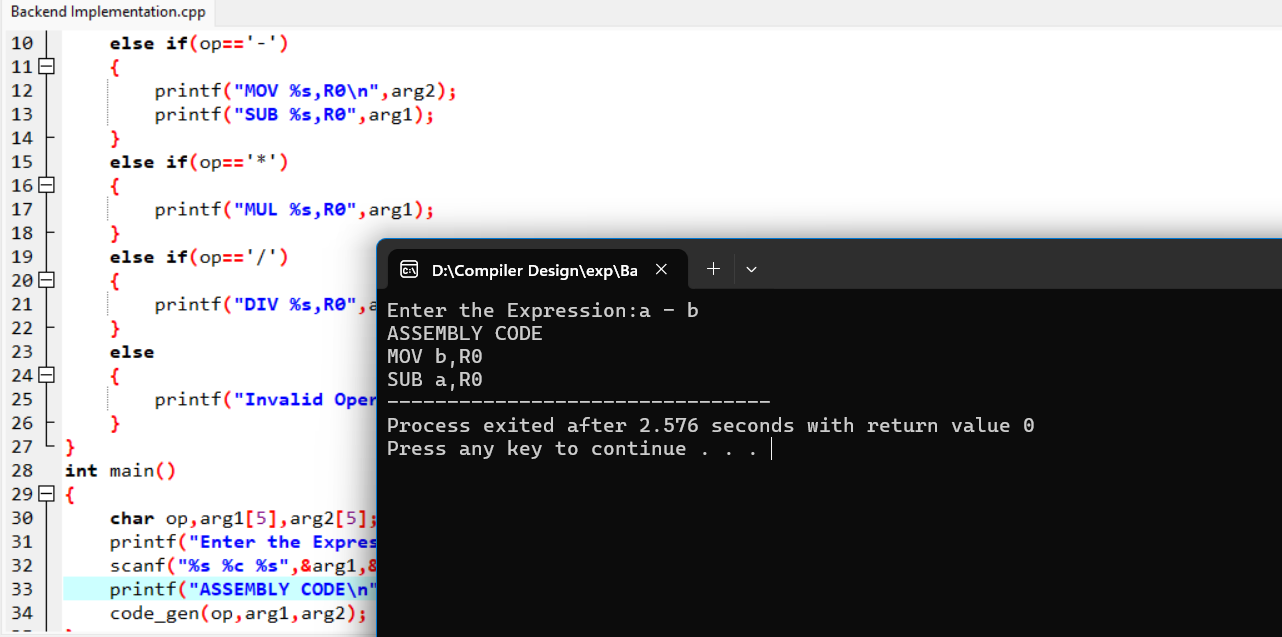 Backend Implementation.cpp
10 else if(op=='-')
11 {
12 printf("MOV %s,R0\n",arg2);
13 printf("SUB %s,R0",arg1);
14 }
15 else if(op=='*')
16 {
17 printf("MUL %s,R0",arg1);
18 }
19 else if(op=='/')
20 {
21 printf("DIV %s,R0",a
22 }
23 else
24 {
25 printf("Invalid Oper
26 }
27 }
28 int main()
29 {
30 char op,arg1[5],arg2[5];
31 printf("Enter the Expres
32 scanf("%s %c %s",&arg1,&
33 printf("ASSEMBLY CODE\n"
34 code_gen(op,arg1,arg2);
D:\Compiler Design\exp\Ba
Enter the Expression:a - b
ASSEMBLY CODE
MOV b,R0
SUB a,R0
--------------------------------
Process exited after 2.576 seconds with return value 0
Press any key to continue . . .